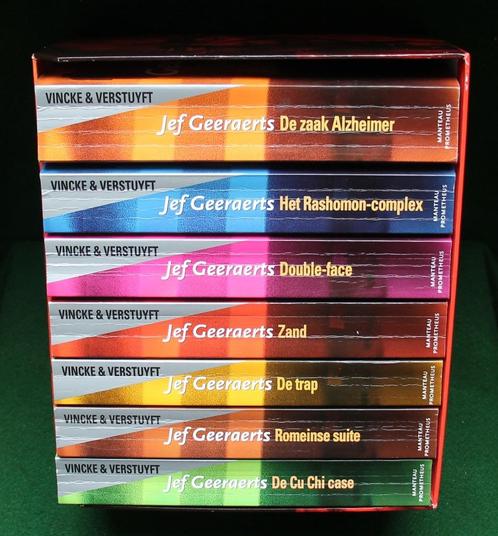 VINCKE & VERSTUYFT
Jef Geeraerts De zaak Alzheimer
MANTEAU
PROMETHEUS
VINCKE & VERSTUYFT
Jef Geeraerts Het Rashomon-complex
MANTEAU
PROMETHEUS
VINCKE & VERSTUYFT
Jef Geeraerts Double-face
MANTEAU
PROMETHEUS
VINCKE & VERSTUYFT
Jef Geeraerts Zand
MANTEAU
PROMETHEUS
VINCKE & VERSTUYFT
Jef Geeraerts De trap
MANTEAU
PROMETHEUS
VINCKE & VERSTUYFT
Jef Geeraerts Romeinse suite
MANTEAU
PROMETHEUS
VINCKE & VERSTUYFT
Jef Geeraerts De Cu Chi case
MANTEAU
PROMETHEUS